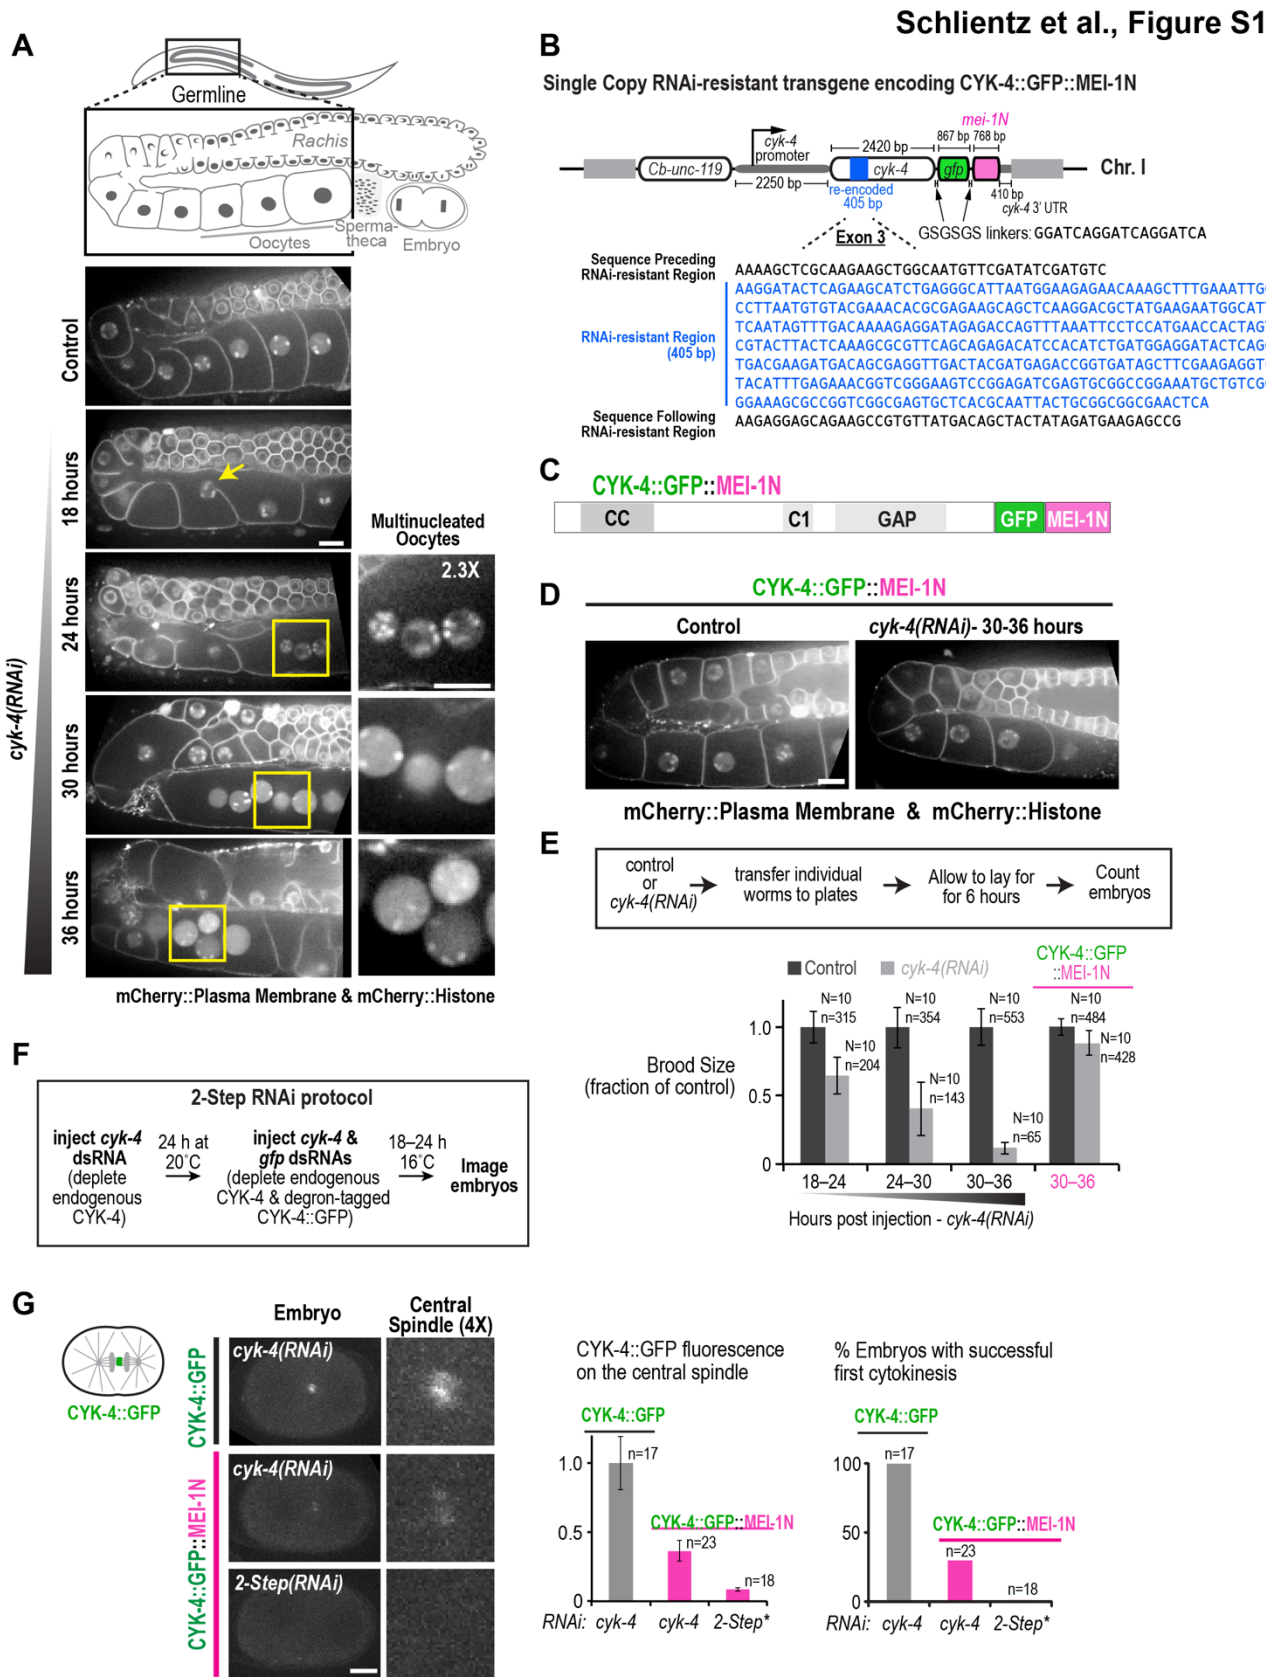 Schlientz et al., Figure S1
A
Germline
Rachis
Oocytes
Sperma-
theca
Embryo
Control
18 hours
24 hours
30 hours
36 hours
cyk-4(RNAi)
Multinucleated
Oocytes
2.3X
mCherry::Plasma Membrane & mCherry::Histone
B
Single Copy RNAi-resistant transgene encoding CYK-4::GFP::MEI-1N
mei-1N
867 bp
768 bp
cyk-4
promoter
2420 bp
Cb-unc-119
cyk-4
gfp
Chr. I
2250 bp
re-encoded
405 bp
410 bp
cyk-4 3' UTR
Exon 3
GSGSGS linkers: GGATCAGGATCAGGATCA
Sequence Preceding
RNAi-resistant Region
AAAAGCTCGCAAGAAGCTGGCAATGTTCGATATCGATGTC
RNAi-resistant Region
(405 bp)
AAGGATACTCAGAAGCATCTGAGGGCATTAATGGAAGAGAACAAAGCTTTGAAATTGG
CCTTAATGTGTACGAAACACGCGAGAAGCAGCTCAAGGACGCTATGAAGAATGGCATT
TCAATAGTTTGACAAAAGAGGATAGAGACCAGTTTAAATTCCTCCATGAACCACTAGT
CGTACTTACTCAAAGCGCGTTCAGCAGAGACATCCACATCTGATGGAGGATACTCAG
TGACGAAGATGACAGCGAGGTTGACTACGATGAGACCGGTGATAGCTTCGAAGAGGT
TACATTTGAGAAACGGTCGGGAAGTCCGGAGATCGAGTGCGGCCGGAAATGCTGTCG
GGAAAGCGCCGGTCGGCGAGTGCTCACGCAATTACTGCGGCGGCGAACTCA
Sequence Following
RNAi-resistant Region
AAGAGGAGCAGAAGCCGTGTTATGACAGCTACTATAGATGAAGAGCCG
C
CYK-4::GFP::MEI-1N
CC
C1
GAP
GFP
MEI-1N
D
CYK-4::GFP::MEI-1N
Control
cyk-4(RNAi)- 30-36 hours
mCherry::Plasma Membrane & mCherry::Histone
E
control
or
cyk-4(RNAi)
transfer individual
worms to plates
Allow to lay for
for 6 hours
Count
embryos
Control
cyk-4(RNAi)
CYK-4::GFP
::MEI-1N
Brood Size
(fraction of control)
1.0
0.5
0
N=10
n=315
N=10
n=204
N=10
n=354
N=10
n=143
N=10
n=553
N=10
n=65
N=10
n=484
N=10
n=428
18–24
24–30
30–36
30–36
Hours post injection - cyk-4(RNAi)
F
2-Step RNAi protocol
inject cyk-4
dsRNA
(deplete
endogenous
CYK-4)
24 h at
20˚C
inject cyk-4 &
gfp dsRNAs
(deplete endogenous
CYK-4 & degron-tagged
CYK-4::GFP)
18–24 h
16˚C
Image
embryos
G
CYK-4::GFP
Embryo
Central
Spindle (4X)
CYK-4::GFP
cyk-4(RNAi)
CYK-4::GFP::MEI-1N
cyk-4(RNAi)
2-Step(RNAi)
CYK-4::GFP fluorescence
on the central spindle
CYK-4::GFP
1.0
0.5
0
n=17
CYK-4::GFP::MEI-1N
n=23
n=18
RNAi: cyk-4 cyk-4 2-Step*
% Embryos with successful
first cytokinesis
CYK-4::GFP
100
50
0
n=17
CYK-4::GFP::MEI-1N
n=23
n=18
RNAi: cyk-4 cyk-4 2-Step*